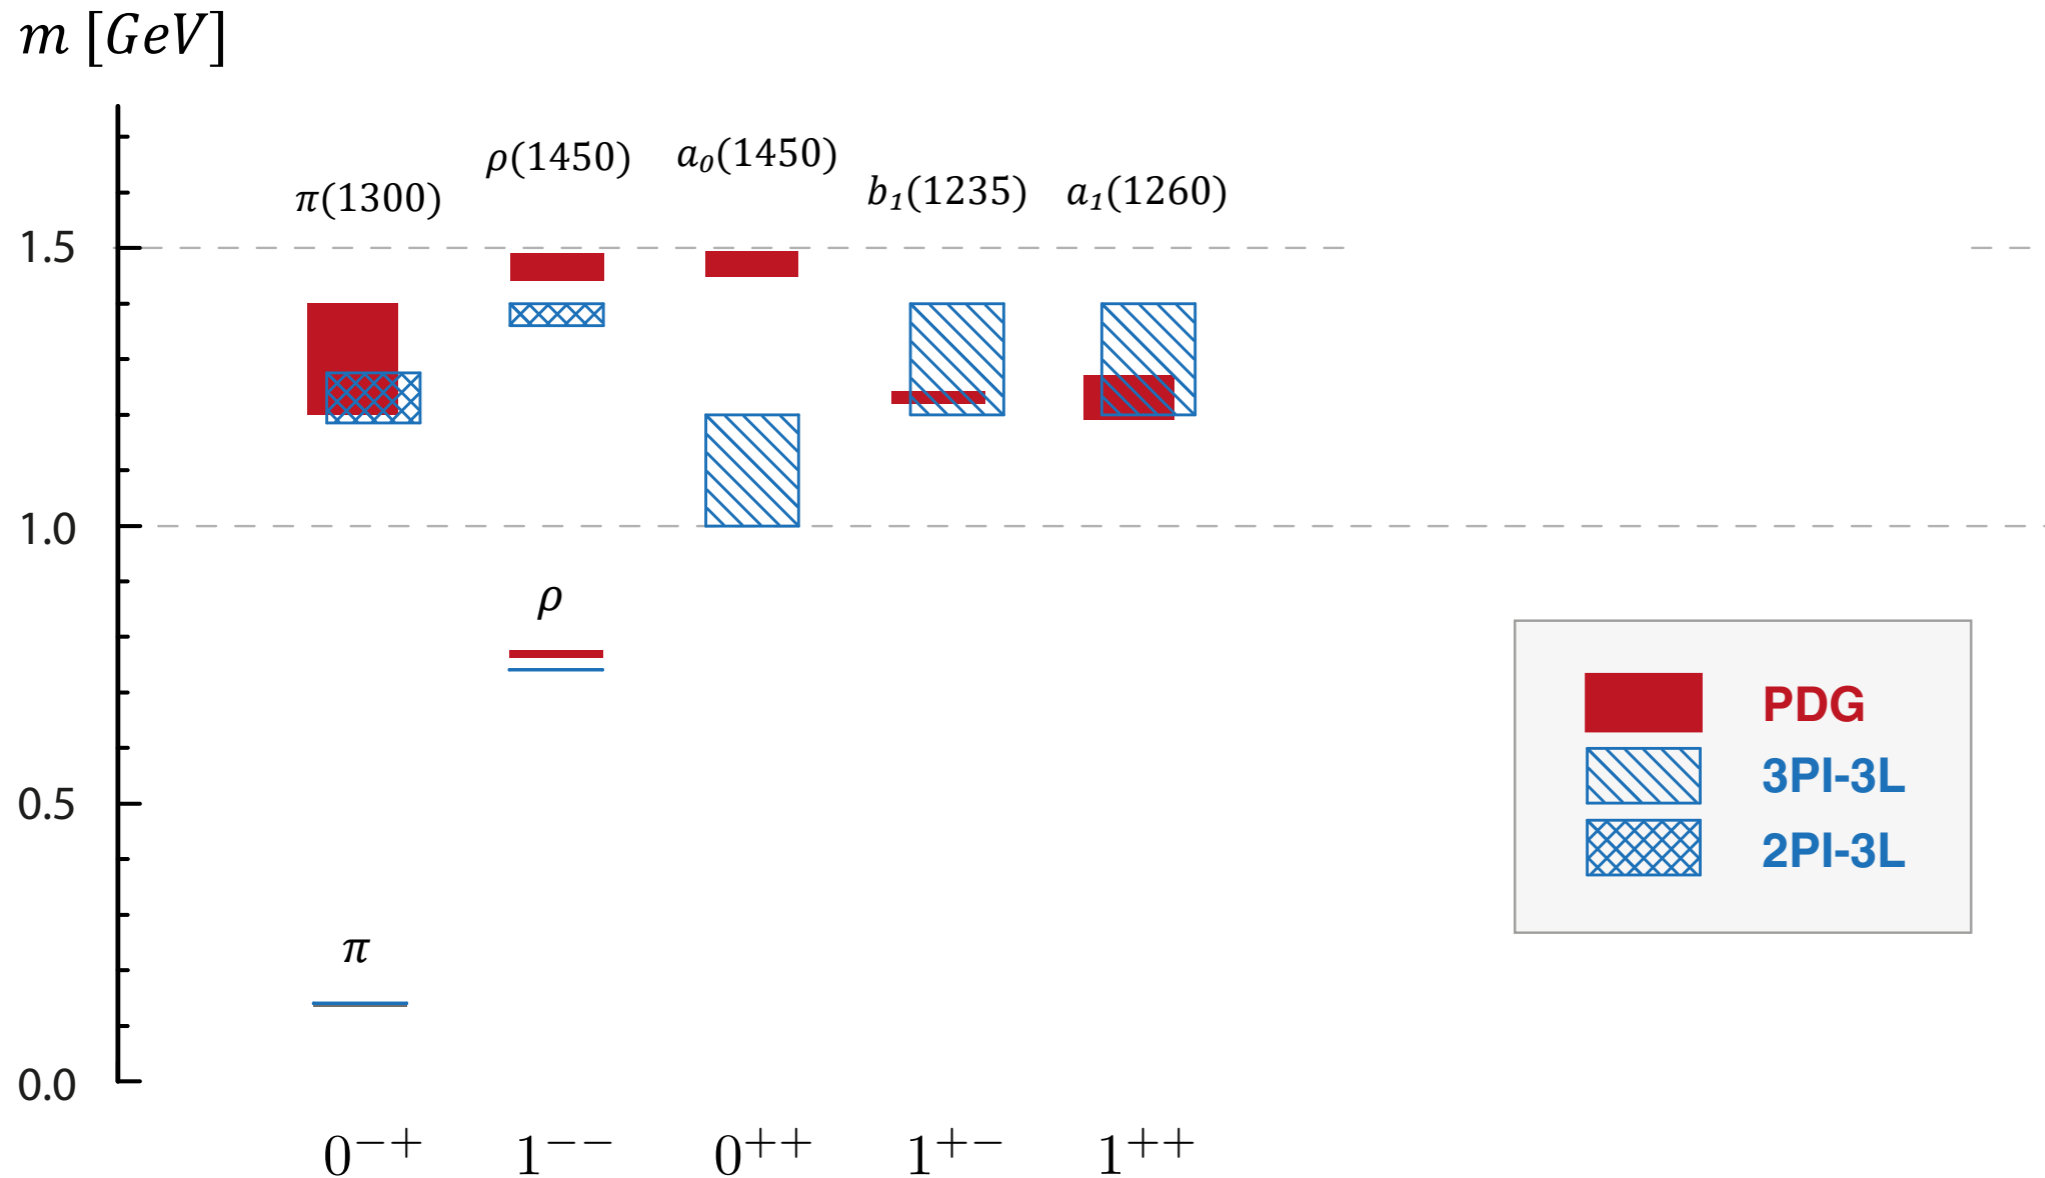 m [GeV]
ρ(1450) a₀(1450)
π(1300) b₁(1235) a₁(1260)
1.5
1.0
ρ
PDG
3PI-3L
0.5
2PI-3L
π
0.0
0⁻⁺ 1⁻⁻ 0⁺⁺ 1⁺⁻ 1⁺⁺